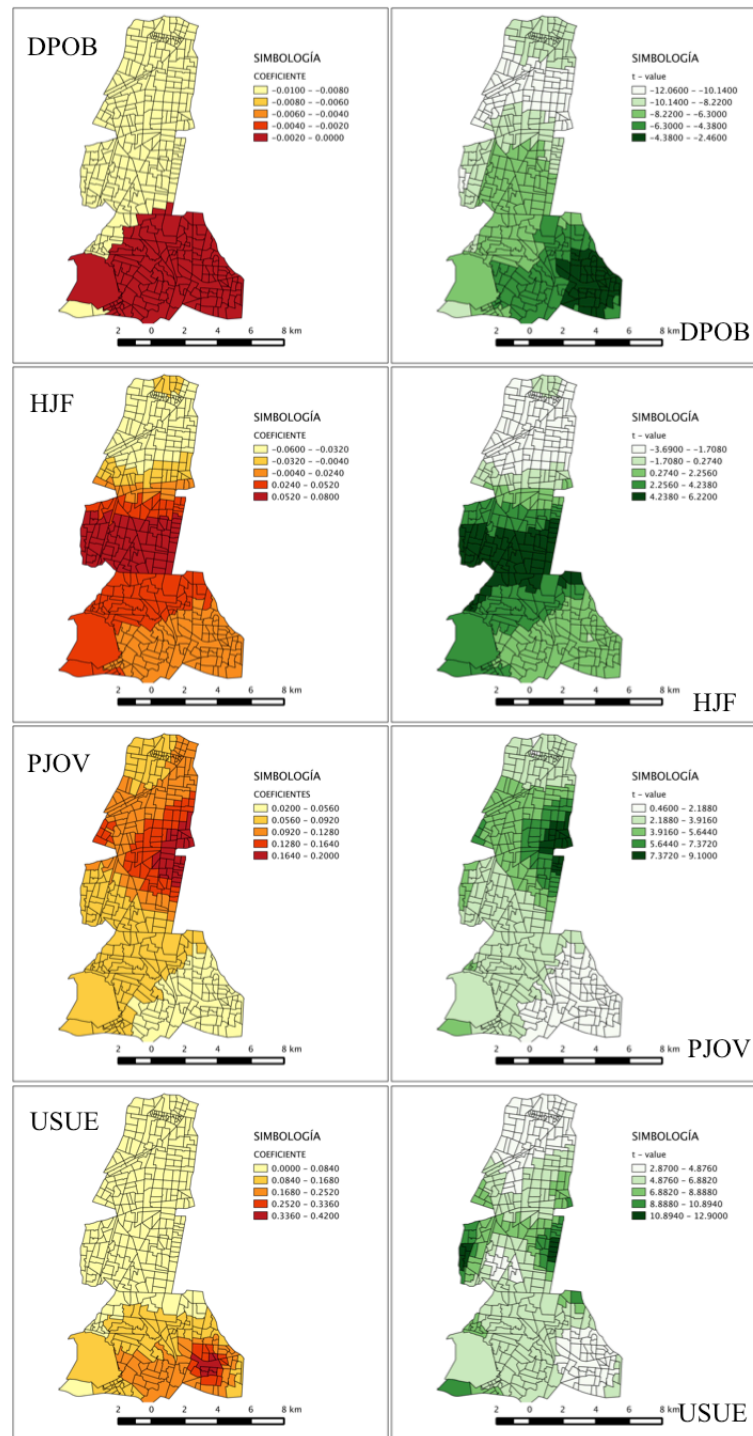 DPOB
SIMBOLOGÍA
COEFICIENTE
-0.0100 - -0.0080
-0.0080 - -0.0060
-0.0060 - -0.0040
-0.0040 - -0.0020
-0.0020 - 0.0000
2 0 2 4 6 8 km
SIMBOLOGÍA
t - value
-12.0600 - -10.1400
-10.1400 - -8.2200
-8.2200 - -6.3000
-6.3000 - -4.3800
-4.3800 - -2.4600
2 0 2 4 6 8 km
DPOB
HJF
SIMBOLOGÍA
COEFICIENTE
-0.0600 - -0.0320
-0.0320 - -0.0040
-0.0040 - 0.0240
0.0240 - 0.0520
0.0520 - 0.0800
2 0 2 4 6 8 km
SIMBOLOGÍA
t - value
-3.6900 - -1.7080
-1.7080 - 0.2740
0.2740 - 2.2560
2.2560 - 4.2380
4.2380 - 6.2200
2 0 2 4 6 8 km
HJF
PJOV
SIMBOLOGÍA
COEFICIENTES
0.0200 - 0.0560
0.0560 - 0.0920
0.0920 - 0.1280
0.1280 - 0.1640
0.1640 - 0.2000
2 0 2 4 6 8 km
SIMBOLOGÍA
t - value
0.4600 - 2.1880
2.1880 - 3.9160
3.9160 - 5.6440
5.6440 - 7.3720
7.3720 - 9.1000
2 0 2 4 6 8 km
PJOV
USUE
SIMBOLOGÍA
COEFICIENTE
0.0000 - 0.0840
0.0840 - 0.1680
0.1680 - 0.2520
0.2520 - 0.3360
0.3360 - 0.4200
2 0 2 4 6 8 km
SIMBOLOGÍA
t - value
2.8700 - 4.8760
4.8760 - 6.8820
6.8820 - 8.8880
8.8880 - 10.8940
10.8940 - 12.9000
2 0 2 4 6 8 km
USUE